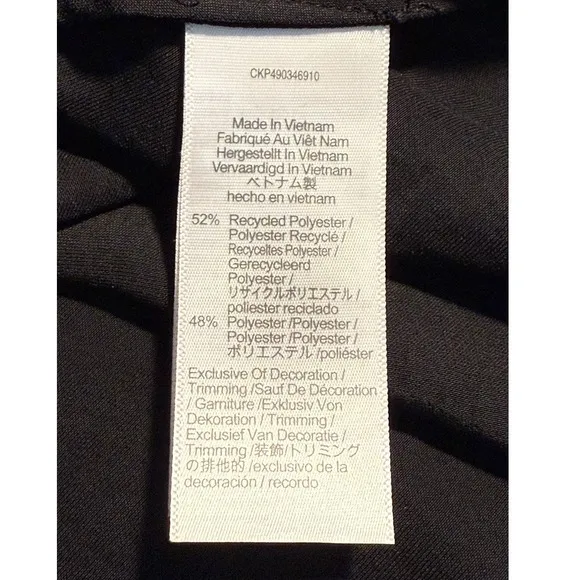 CKP490346910
Made In Vietnam
Fabriqué Au Viêt Nam
Hergestellt In Vietnam
Vervaardigd In Vietnam
ベトナム製
hecho en vietnam
52% Recycled Polyester /
Polyester Recyclé /
Recyceltes Polyester /
Gerecycleerd
Polyester /
リサイクルポリエステル /
poliester reciclado
48% Polyester /Polyester /
Polyester /Polyester /
ポリエステル /poliéster
Exclusive Of Decoration /
Trimming /Sauf De Décoration
/ Garniture /Exklusiv Von
Dekoration / Trimming /
Exclusief Van Decoratie /
Trimming /装飾/トリミング
の排他的 /exclusivo de la
decoración / recordo